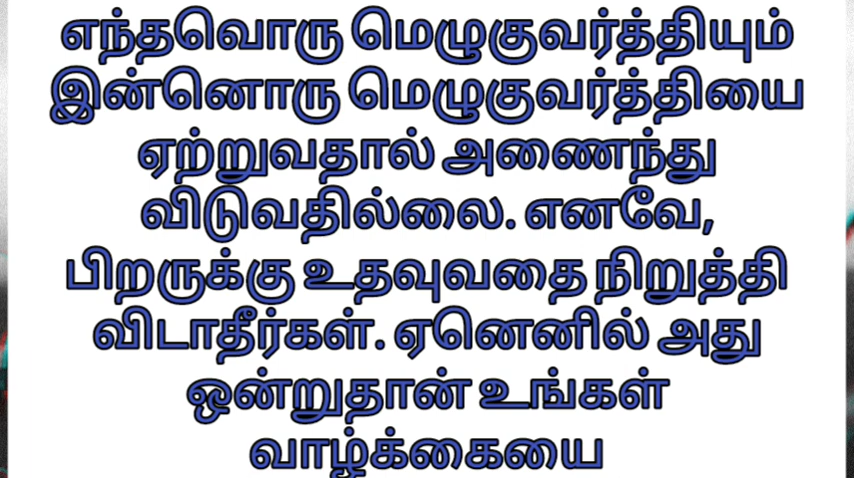 எந்தவொரு மெழுகுவர்த்தியும்
இன்னொரு மெழுகுவர்த்தியை
ஏற்றுவதால் அணைந்து
விடுவதில்லை. எனவே,
பிறருக்கு உதவுவதை நிறுத்தி
விடாதீர்கள். ஏனெனில் அது
ஒன்றுதான் உங்கள்
வாழ்க்கையை